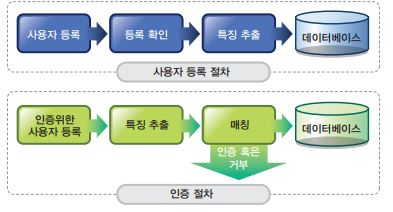 사용자 등록
등록 확인
특징 추출
데이터베이스
사용자 등록 절차
인증위한
사용자 등록
특징 추출
매칭
데이터베이스
인증 혹은
거부
인증 절차